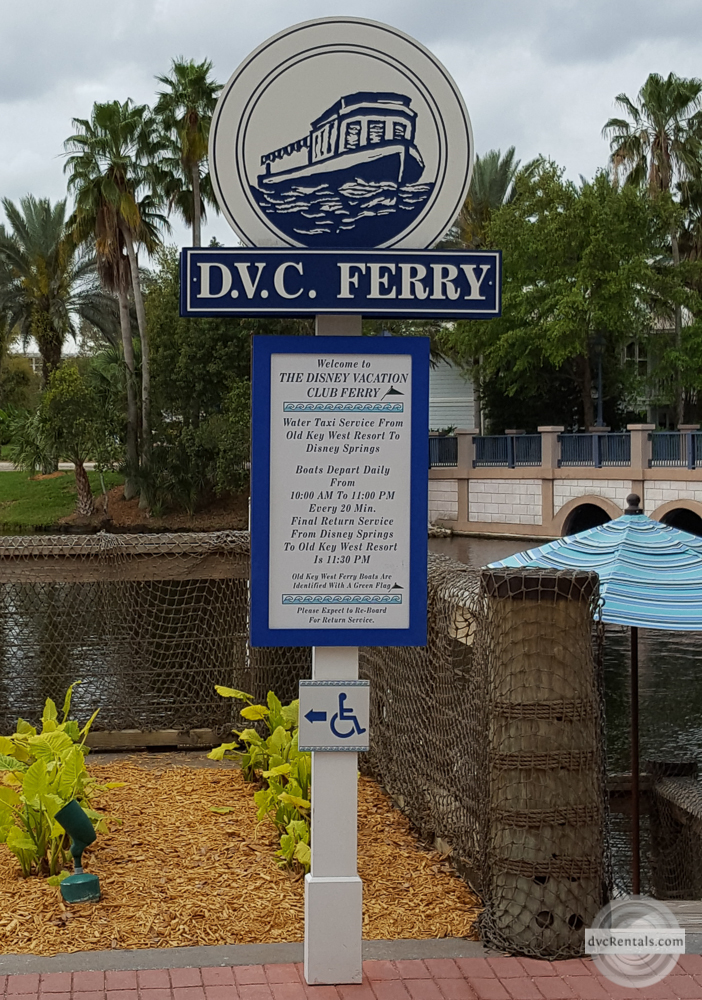 D.V.C. FERRY
Welcome to
THE DISNEY VACATION
CLUB FERRY
Water Taxi Service From
Old Key West Resort To
Disney Springs
Boats Depart Daily
From
10:00 AM To 11:00 PM
Every 20 Min.
Final Return Service
From Disney Springs
To Old Key West Resort
Is 11:30 PM
Old Key West Ferry Boats Are
Identified With A Green Flag
Please Expect to Re-Board
For Return Service.
dvcRentals.com